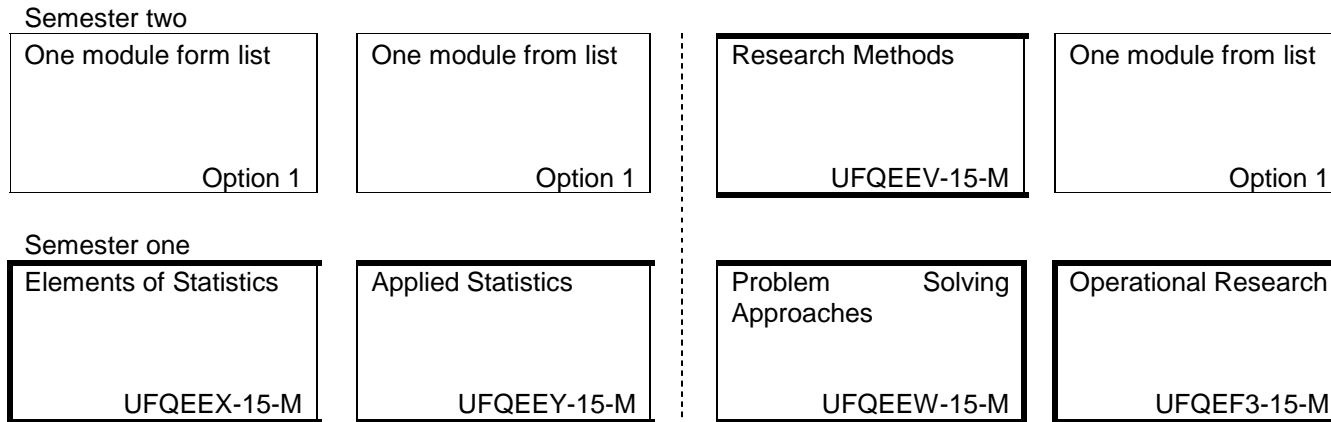 Semester two
One module form list
Option 1
One module from list
Option 1
Research Methods
UFQEEV-15-M
One module from list
Option 1
Semester one
Elements of Statistics
UFQEEX-15-M
Applied Statistics
UFQEEY-15-M
Problem Solving
Approaches
UFQEEW-15-M
Operational Research
UFQEF3-15-M